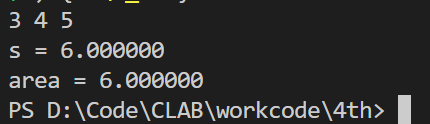 3 4 5
s = 6.000000
area = 6.000000
PS D:\Code\CLAB\workcode\4th>